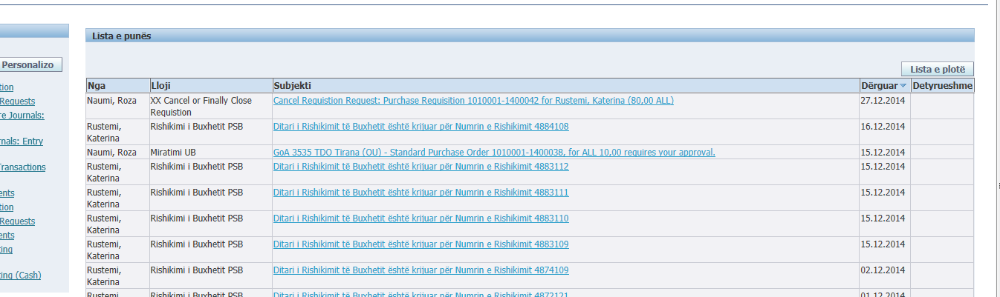 Lista e punës
Personalizo
Lista e plotë
tion
Requests
re Journals:
rnals: Entry
Transactions
ents
tion
Requests
ents
ting
ting (Cash)
Nga Lloji Subjekti Dërguar Detyrueshme
Naumi, Roza XX Cancel or Finally Close Requistion Cancel Requistion Request: Purchase Requisition 1010001-1400042 for Rustemi, Katerina (80,00 ALL) 27.12.2014
Rustemi, Katerina Rishikimi i Buxhetit PSB Ditari i Rishikimit të Buxhetit është krijuar për Numrin e Rishikimit 4884108 16.12.2014
Naumi, Roza Miratimi UB GoA 3535 TDO Tirana (OU) - Standard Purchase Order 1010001-1400038, for ALL 10,00 requires your approval. 15.12.2014
Rustemi, Katerina Rishikimi i Buxhetit PSB Ditari i Rishikimit të Buxhetit është krijuar për Numrin e Rishikimit 4883112 15.12.2014
Rustemi, Katerina Rishikimi i Buxhetit PSB Ditari i Rishikimit të Buxhetit është krijuar për Numrin e Rishikimit 4883111 15.12.2014
Rustemi, Katerina Rishikimi i Buxhetit PSB Ditari i Rishikimit të Buxhetit është krijuar për Numrin e Rishikimit 4883110 15.12.2014
Rustemi, Katerina Rishikimi i Buxhetit PSB Ditari i Rishikimit të Buxhetit është krijuar për Numrin e Rishikimit 4883109 15.12.2014
Rustemi, Katerina Rishikimi i Buxhetit PSB Ditari i Rishikimit të Buxhetit është krijuar për Numrin e Rishikimit 4874109 02.12.2014
Rustemi, Rishikimi i Buxhetit PSB Ditari i Rishikimit të Buxhetit është krijuar për Numrin e Rishikimit 4872121 01.12.2014